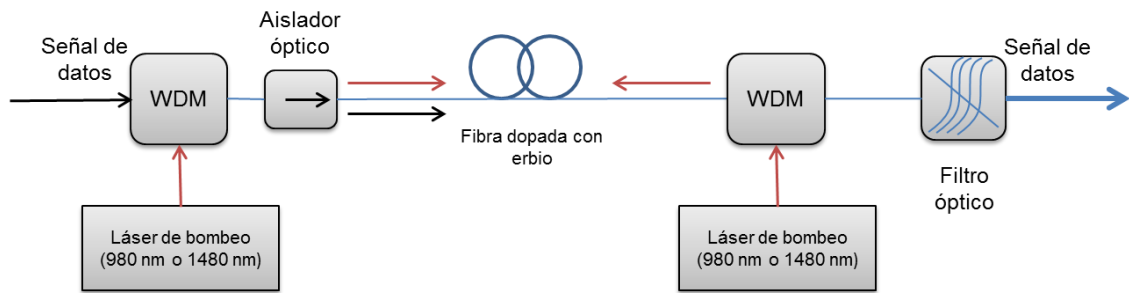 Señal de
datos
WDM
Aislador
óptico
Fibra dopada con
erbio
WDM
Señal de
datos
Filtro
óptico
Láser de bombeo
(980 nm o 1480 nm)
Láser de bombeo
(980 nm o 1480 nm)